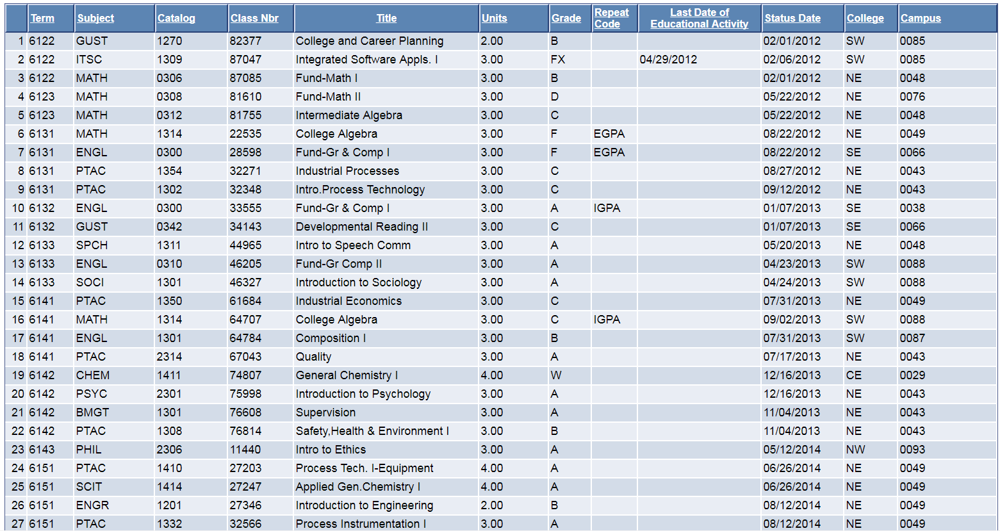 Term Subject Catalog Class Nbr Title Units Grade Repeat Code Last Date of Educational Activity Status Date College Campus
1 6122 GUST 1270 82377 College and Career Planning 2.00 B 02/01/2012 SW 0085
2 6122 ITSC 1309 87047 Integrated Software Appls. I 3.00 FX 04/29/2012 02/06/2012 SW 0085
3 6122 MATH 0306 87085 Fund-Math I 3.00 B 02/01/2012 NE 0048
4 6123 MATH 0308 81610 Fund-Math II 3.00 D 05/22/2012 NE 0076
5 6123 MATH 0312 81755 Intermediate Algebra 3.00 C 05/22/2012 NE 0048
6 6131 MATH 1314 22535 College Algebra 3.00 F EGPA 08/22/2012 NE 0049
7 6131 ENGL 0300 28598 Fund-Gr & Comp I 3.00 F EGPA 08/22/2012 SE 0066
8 6131 PTAC 1354 32271 Industrial Processes 3.00 C 08/27/2012 NE 0043
9 6131 PTAC 1302 32348 Intro.Process Technology 3.00 C 09/12/2012 NE 0043
10 6132 ENGL 0300 33555 Fund-Gr & Comp I 3.00 A IGPA 01/07/2013 SE 0038
11 6132 GUST 0342 34143 Developmental Reading II 3.00 C 01/07/2013 SE 0066
12 6133 SPCH 1311 44965 Intro to Speech Comm 3.00 A 05/20/2013 NE 0048
13 6133 ENGL 0310 46205 Fund-Gr Comp II 3.00 A 04/23/2013 SW 0088
14 6133 SOCI 1301 46327 Introduction to Sociology 3.00 A 04/24/2013 SW 0088
15 6141 PTAC 1350 61684 Industrial Economics 3.00 C 07/31/2013 NE 0049
16 6141 MATH 1314 64707 College Algebra 3.00 C IGPA 09/02/2013 SW 0088
17 6141 ENGL 1301 64784 Composition I 3.00 B 07/31/2013 SW 0087
18 6141 PTAC 2314 67043 Quality 3.00 A 07/17/2013 NE 0043
19 6142 CHEM 1411 74807 General Chemistry I 4.00 W 12/16/2013 CE 0029
20 6142 PSYC 2301 75998 Introduction to Psychology 3.00 A 12/16/2013 NE 0043
21 6142 BMGT 1301 76608 Supervision 3.00 A 11/04/2013 NE 0043
22 6142 PTAC 1308 76814 Safety,Health & Environment I 3.00 B 11/04/2013 NE 0043
23 6143 PHIL 2306 11440 Intro to Ethics 3.00 A 05/12/2014 NW 0093
24 6151 PTAC 1410 27203 Process Tech. I-Equipment 4.00 A 06/26/2014 NE 0049
25 6151 SCIT 1414 27247 Applied Gen.Chemistry I 4.00 A 06/26/2014 NE 0049
26 6151 ENGR 1201 27346 Introduction to Engineering 2.00 B 08/12/2014 NE 0049
27 6151 PTAC 1332 32566 Process Instrumentation I 3.00 A 08/12/2014 NE 0049